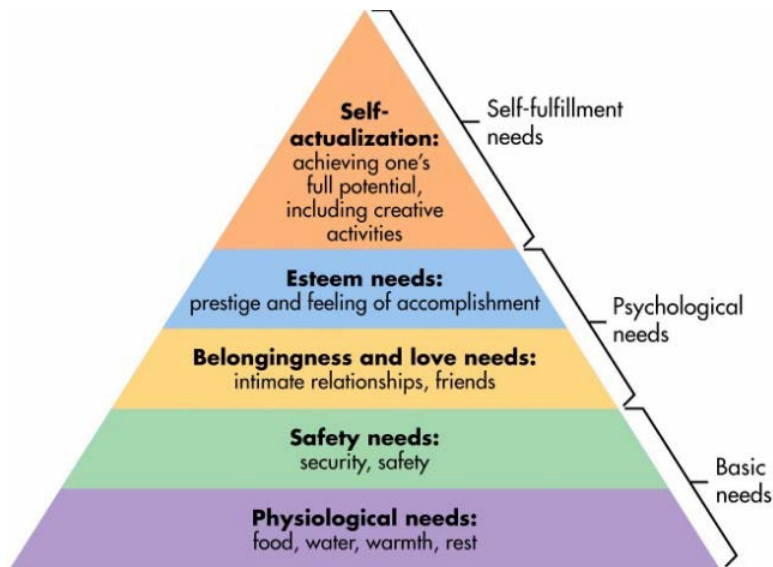 Self-
actualization:
achieving one's
full potential,
including creative
activities
Self-fulfillment
needs
Esteem needs:
prestige and feeling of accomplishment
Psychological
needs
Belongingness and love needs:
intimate relationships, friends
Safety needs:
security, safety
Basic
needs
Physiological needs:
food, water, warmth, rest